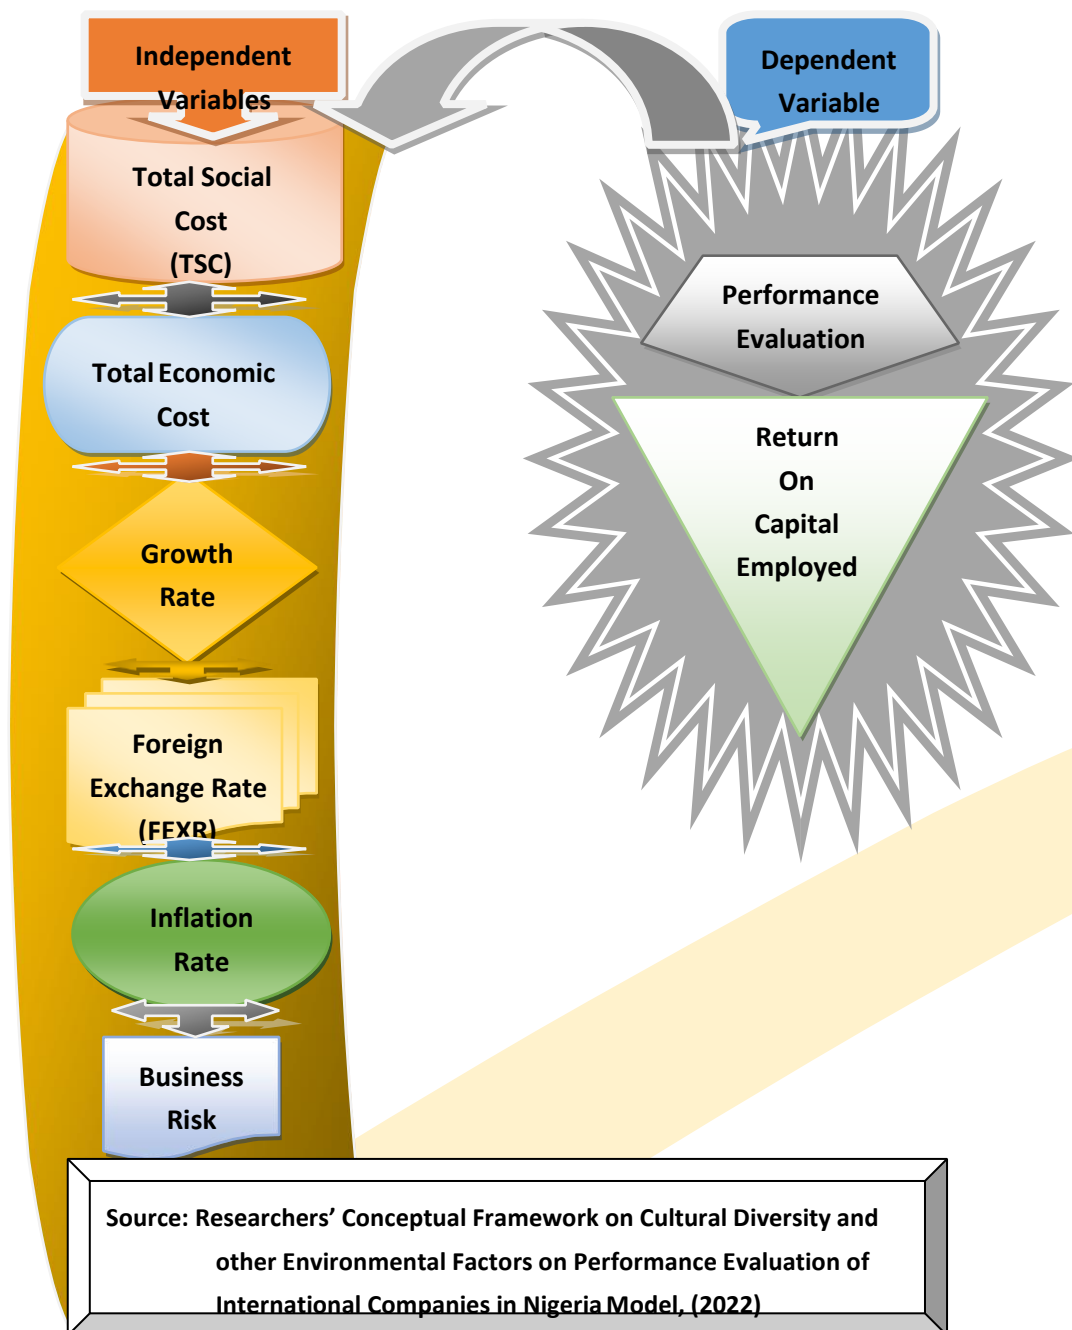 Independent
Variables
Dependent
Variable
Total Social
Cost
(TSC)
Total Economic
Cost
Growth
Rate
Foreign
Exchange Rate
(FEXR)
Inflation
Rate
Business
Risk
Performance
Evaluation
Return
On
Capital
Employed
Source: Researchers’ Conceptual Framework on Cultural Diversity and
other Environmental Factors on Performance Evaluation of
International Companies in Nigeria Model, (2022)